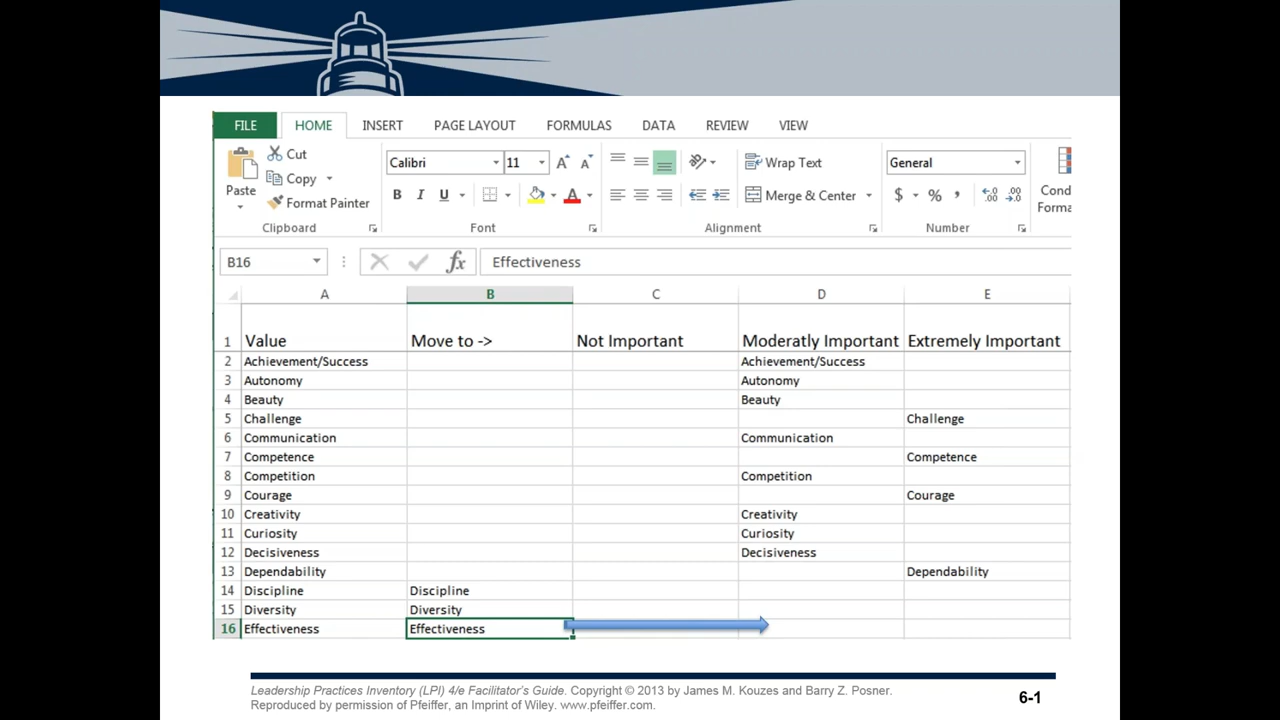 FILE HOME INSERT PAGE LAYOUT FORMULAS DATA REVIEW VIEW
Cut
Copy
Format Painter
Paste
Clipboard
Calibri 11
B I U
A
Font
Wrap Text
Merge & Center
Alignment
General
$ % ,
Number
Cond
Forma
B16 fx Effectiveness
A B C D E
1 Value Move to -> Not Important Moderatly Important Extremely Important
2 Achievement/Success Achievement/Success
3 Autonomy Autonomy
4 Beauty Beauty
5 Challenge Challenge
6 Communication Communication
7 Competence Competence
8 Competition Competition
9 Courage Courage
10 Creativity Creativity
11 Curiosity Curiosity
12 Decisiveness Decisiveness
13 Dependability Dependability
14 Discipline Discipline
15 Diversity Diversity
16 Effectiveness Effectiveness
Leadership Practices Inventory (LPI) 4/e Facilitator's Guide. Copyright © 2013 by James M. Kouzes and Barry Z. Posner.
Reproduced by permission of Pfeiffer, an Imprint of Wiley. www.pfeiffer.com.
6-1